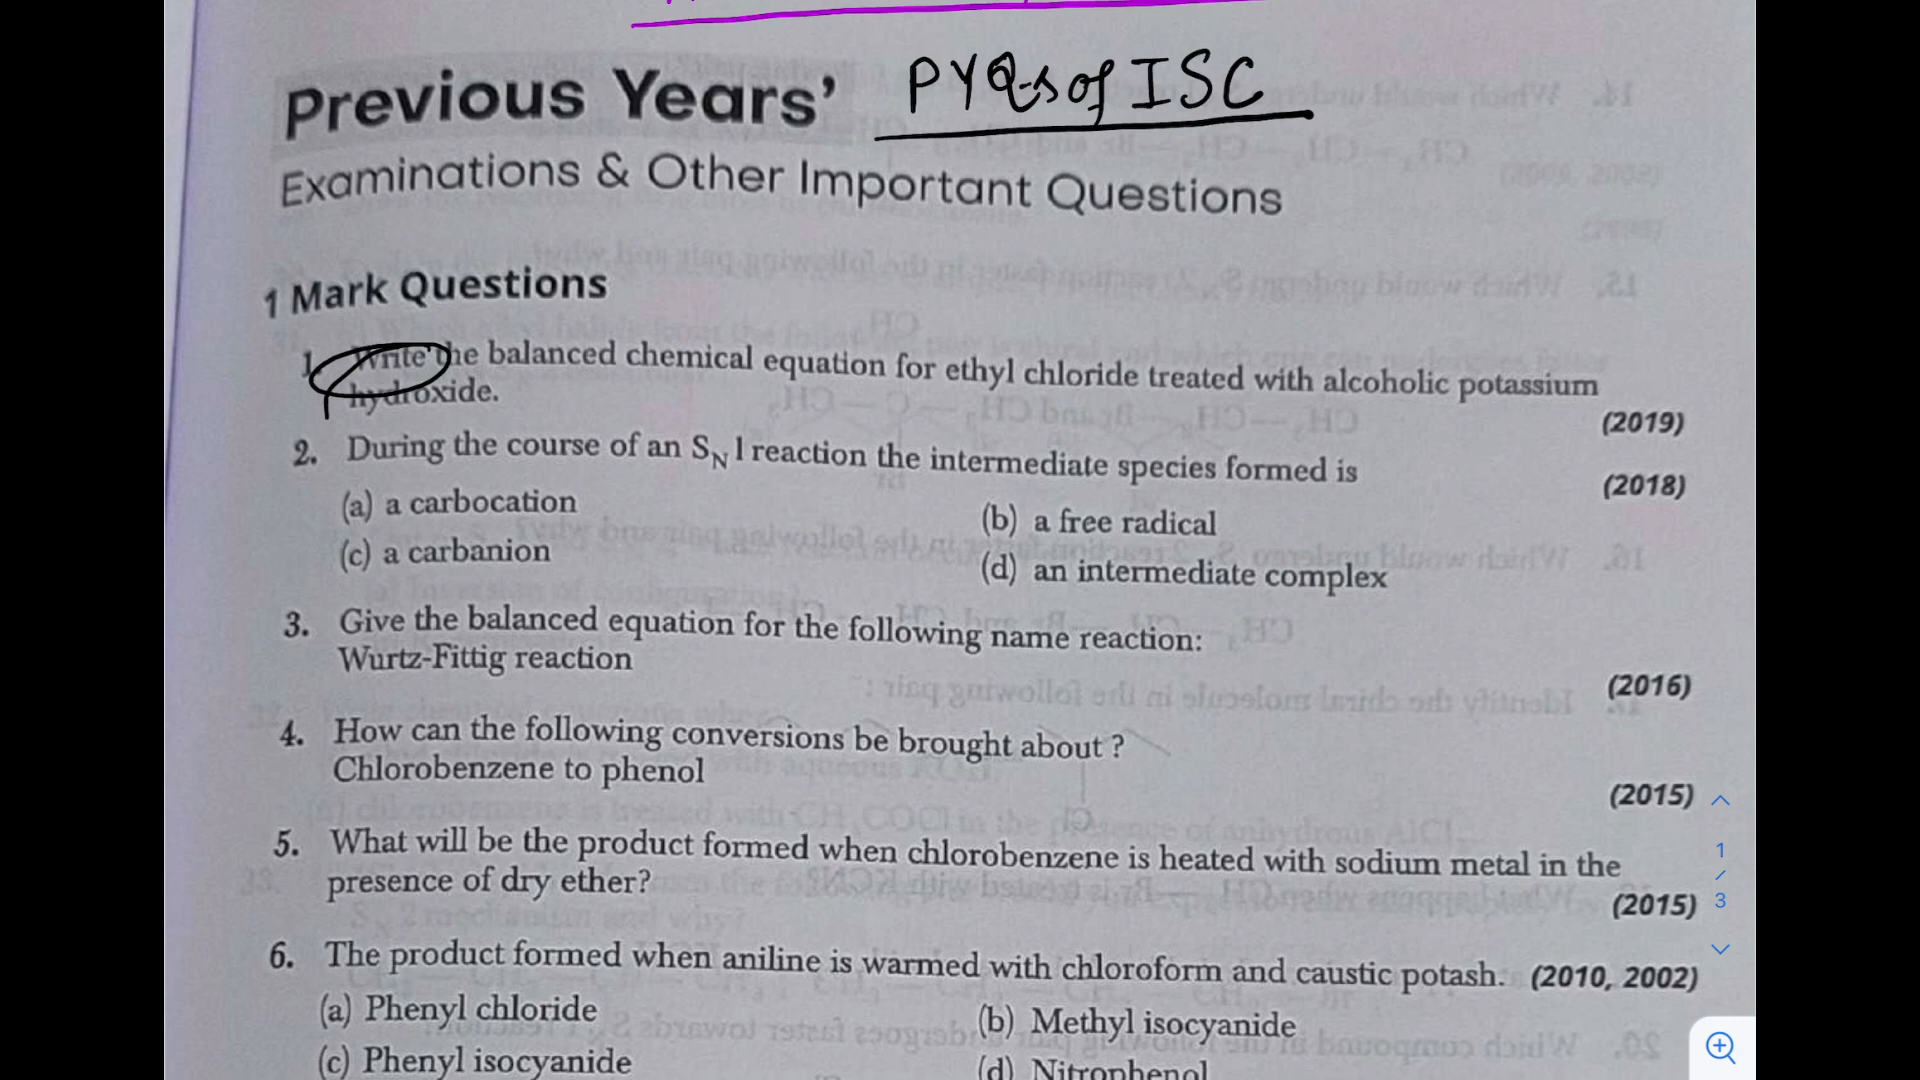 Previous Years' PYQs of ISC
Examinations & Other Important Questions
1 Mark Questions
1. Write the balanced chemical equation for ethyl chloride treated with alcoholic potassium
hydroxide.
(2019)
2. During the course of an SN1 reaction the intermediate species formed is
(2018)
(a) a carbocation (b) a free radical
(c) a carbanion (d) an intermediate complex
3. Give the balanced equation for the following name reaction:
Wurtz-Fittig reaction
(2016)
4. How can the following conversions be brought about ?
Chlorobenzene to phenol
(2015)
5. What will be the product formed when chlorobenzene is heated with sodium metal in the
presence of dry ether?
(2015)
1
/
3
6. The product formed when aniline is warmed with chloroform and caustic potash. (2010, 2002)
(a) Phenyl chloride (b) Methyl isocyanide
(c) Phenyl isocyanide (d) Nitrophenol